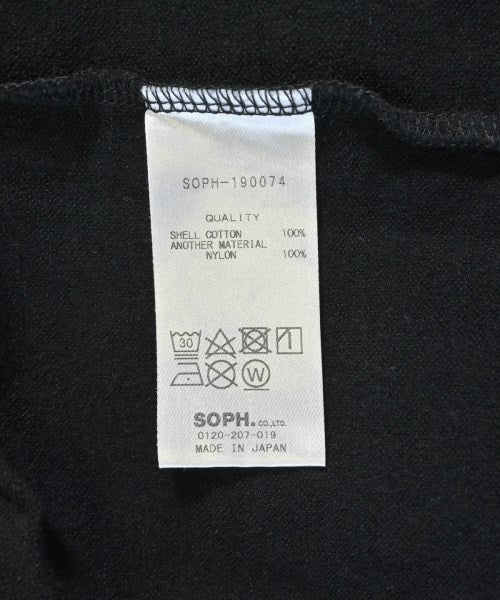 SOPH-190074
QUALITY
SHELL COTTON 100%
ANOTHER MATERIAL
NYLON 100%
30
W
SOPH. CO.,LTD.
0120-207-019
MADE IN JAPAN